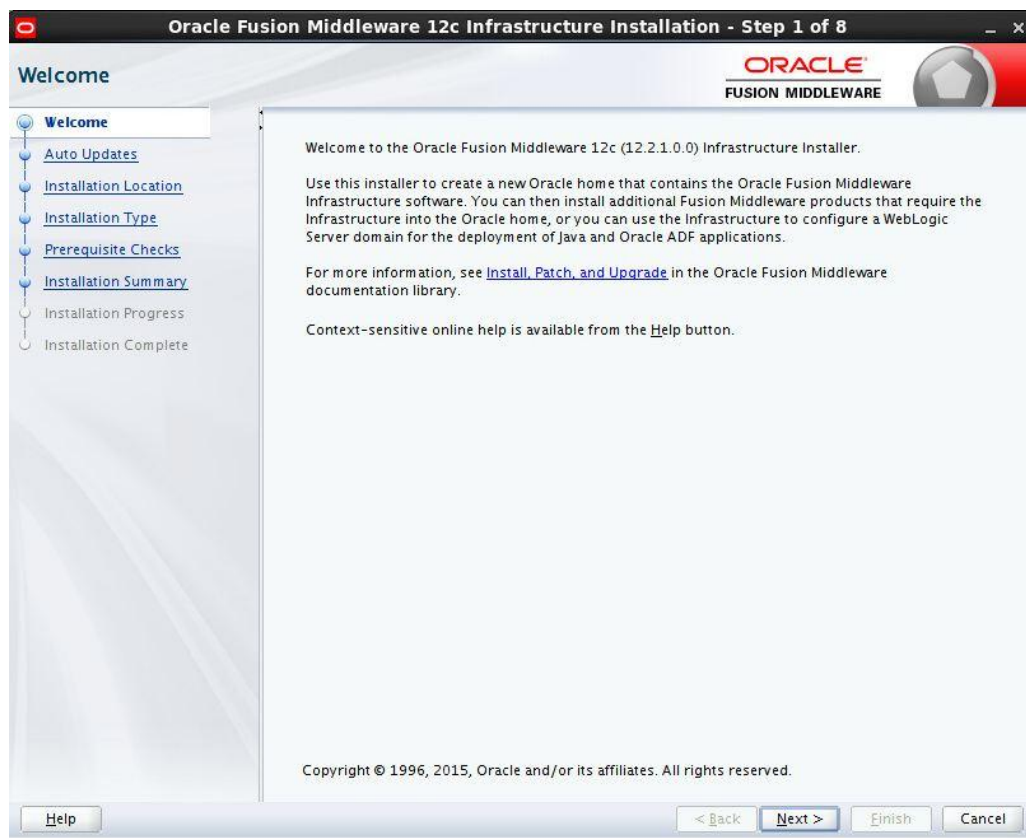 Oracle Fusion Middleware 12c Infrastructure Installation - Step 1 of 8
Welcome
ORACLE
FUSION MIDDLEWARE
Welcome
Auto Updates
Installation Location
Installation Type
Prerequisite Checks
Installation Summary
Installation Progress
Installation Complete
Welcome to the Oracle Fusion Middleware 12c (12.2.1.0.0) Infrastructure Installer.
Use this installer to create a new Oracle home that contains the Oracle Fusion Middleware
Infrastructure software. You can then install additional Fusion Middleware products that require the
Infrastructure into the Oracle home, or you can use the Infrastructure to configure a WebLogic
Server domain for the deployment of Java and Oracle ADF applications.
For more information, see Install, Patch, and Upgrade in the Oracle Fusion Middleware
documentation library.
Context-sensitive online help is available from the Help button.
Copyright © 1996, 2015, Oracle and/or its affiliates. All rights reserved.
Help
< Back
Next >
Finish
Cancel